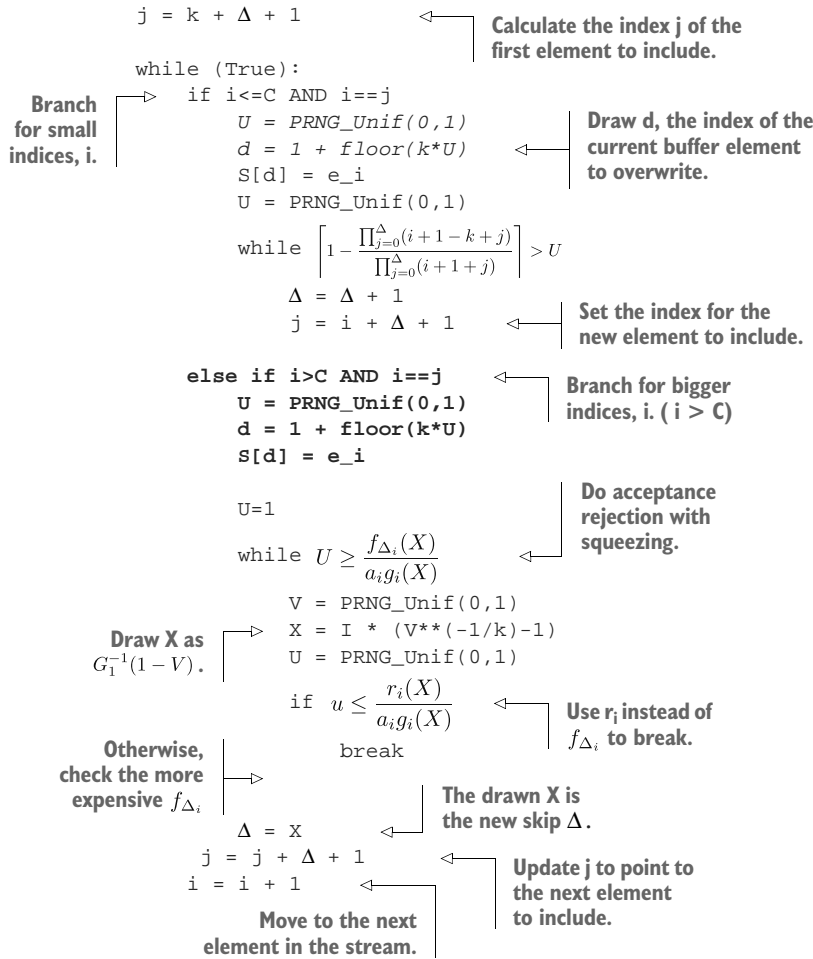 j = k + Δ + 1
Calculate the index j of the
first element to include.
while (True):
Branch
for small
indices, i.
if i<=C AND i==j
U = PRNG_Unif(0,1)
d = 1 + floor(k*U)
Draw d, the index of the
current buffer element
to overwrite.
S[d] = e_i
U = PRNG_Unif(0,1)
while ⌈1 − ∏_{j=0}^{Δ}(i + 1 − k + j) / ∏_{j=0}^{Δ}(i + 1 + j)⌉ > U
Δ = Δ + 1
j = i + Δ + 1
Set the index for the
new element to include.
else if i>C AND i==j
Branch for bigger
indices, i. ( i > C)
U = PRNG_Unif(0,1)
d = 1 + floor(k*U)
S[d] = e_i
U=1
Do acceptance
rejection with
squeezing.
while U ≥ f_{Δ_i}(X) / a_i g_i(X)
V = PRNG_Unif(0,1)
Draw X as
G_1^{-1}(1 − V).
X = I * (V**(-1/k)-1)
U = PRNG_Unif(0,1)
if u ≤ r_i(X) / a_i g_i(X)
Use r_i instead of
f_{Δ_i} to break.
break
Otherwise,
check the more
expensive f_{Δ_i}
Δ = X
The drawn X is
the new skip Δ.
j = j + Δ + 1
Update j to point to
the next element
to include.
i = i + 1
Move to the next
element in the stream.